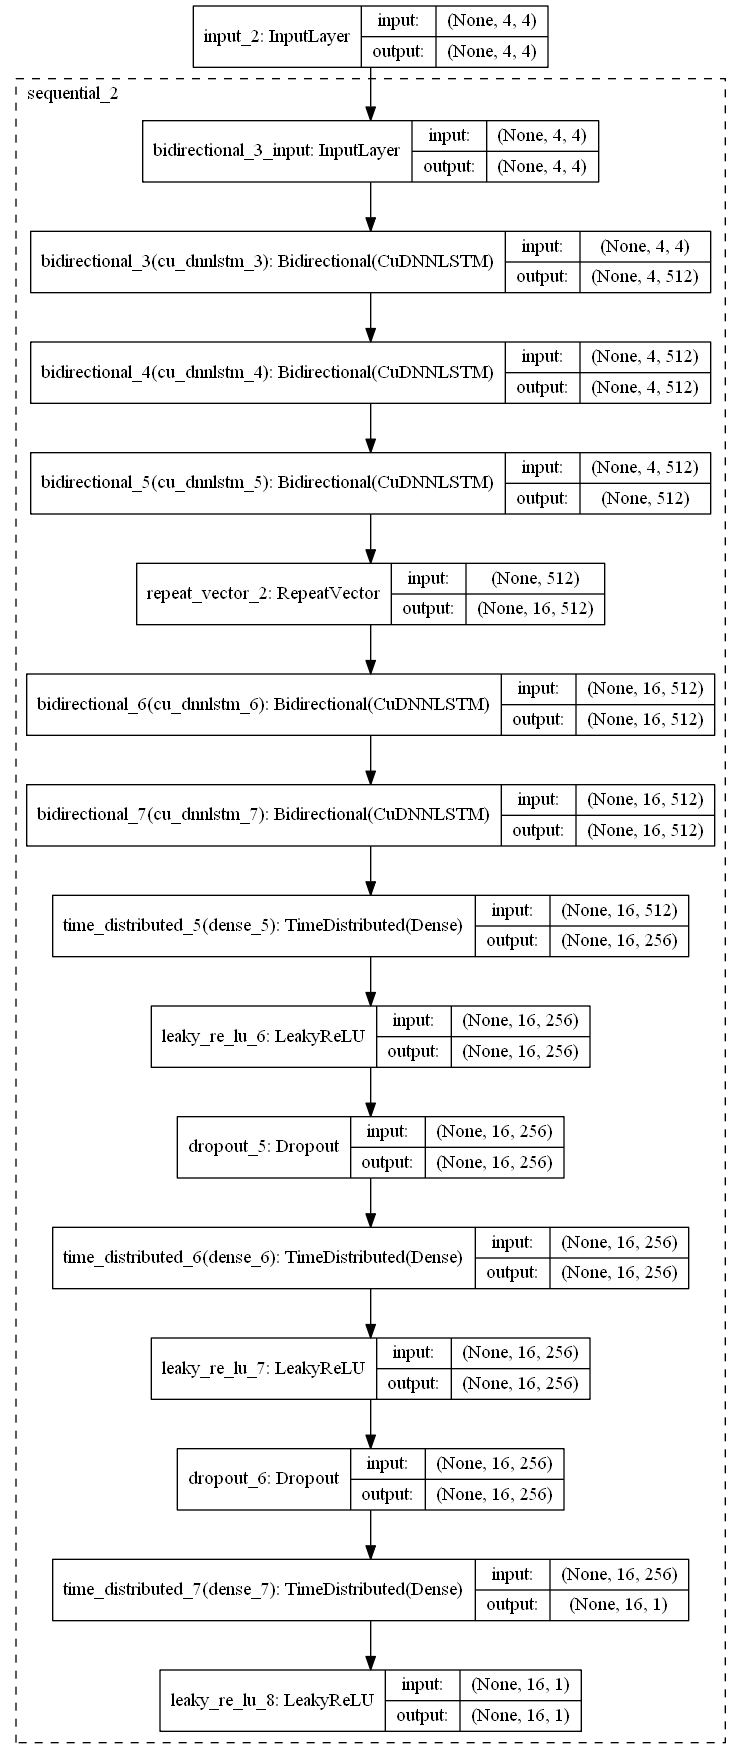 input_2: InputLayer
input: (None, 4, 4)
output: (None, 4, 4)
sequential_2
bidirectional_3_input: InputLayer
input: (None, 4, 4)
output: (None, 4, 4)
bidirectional_3(cu_dnnlstm_3): Bidirectional(CuDNNLSTM)
input: (None, 4, 4)
output: (None, 4, 512)
bidirectional_4(cu_dnnlstm_4): Bidirectional(CuDNNLSTM)
input: (None, 4, 512)
output: (None, 4, 512)
bidirectional_5(cu_dnnlstm_5): Bidirectional(CuDNNLSTM)
input: (None, 4, 512)
output: (None, 512)
repeat_vector_2: RepeatVector
input: (None, 512)
output: (None, 16, 512)
bidirectional_6(cu_dnnlstm_6): Bidirectional(CuDNNLSTM)
input: (None, 16, 512)
output: (None, 16, 512)
bidirectional_7(cu_dnnlstm_7): Bidirectional(CuDNNLSTM)
input: (None, 16, 512)
output: (None, 16, 512)
time_distributed_5(dense_5): TimeDistributed(Dense)
input: (None, 16, 512)
output: (None, 16, 256)
leaky_re_lu_6: LeakyReLU
input: (None, 16, 256)
output: (None, 16, 256)
dropout_5: Dropout
input: (None, 16, 256)
output: (None, 16, 256)
time_distributed_6(dense_6): TimeDistributed(Dense)
input: (None, 16, 256)
output: (None, 16, 256)
leaky_re_lu_7: LeakyReLU
input: (None, 16, 256)
output: (None, 16, 256)
dropout_6: Dropout
input: (None, 16, 256)
output: (None, 16, 256)
time_distributed_7(dense_7): TimeDistributed(Dense)
input: (None, 16, 256)
output: (None, 16, 1)
leaky_re_lu_8: LeakyReLU
input: (None, 16, 1)
output: (None, 16, 1)